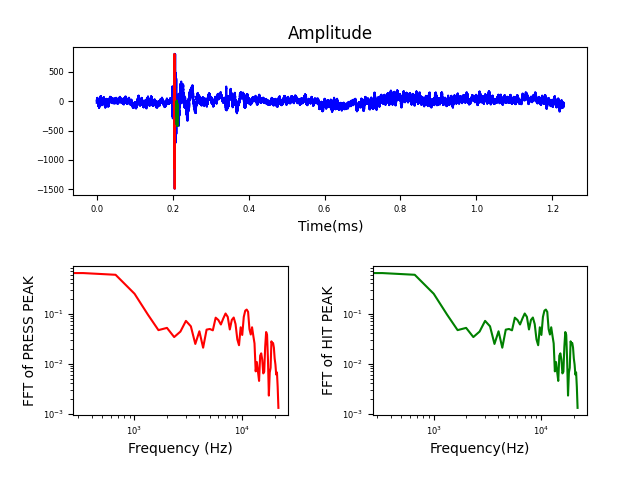 Amplitude
500
0
−500
−1000
−1500
0.0 0.2 0.4 0.6 0.8 1.0 1.2
Time(ms)
FFT of PRESS PEAK
10⁻¹
10⁻²
10⁻³
10³ 10⁴
Frequency (Hz)
FFT of HIT PEAK
10⁻¹
10⁻²
10⁻³
10³ 10⁴
Frequency(Hz)